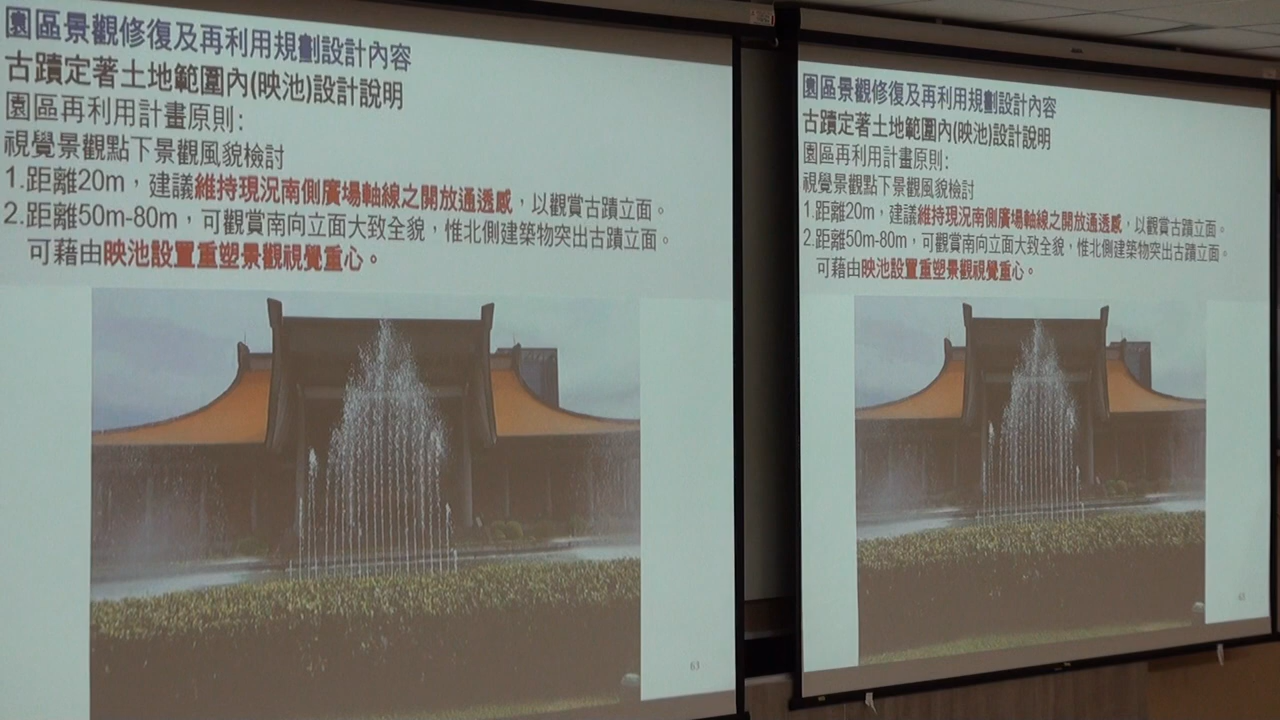 園區景觀修復及再利用規劃設計內容
古蹟定著土地範圍內(映池)設計說明
園區再利用計畫原則：
視覺景觀點下景觀風貌檢討
1.距離20m，建議維持現況南側廣場軸線之開放通透感，以觀賞古蹟立面。
2.距離50m-80m，可觀賞南向立面大致全貌，惟北側建築物突出古蹟立面。
可藉由映池設置重塑景觀視覺重心。
63
園區景觀修復及再利用規劃設計內容
古蹟定著土地範圍內(映池)設計說明
園區再利用計畫原則：
視覺景觀點下景觀風貌檢討
1.距離20m，建議維持現況南側廣場軸線之開放通透感，以觀賞古蹟立面。
2.距離50m-80m，可觀賞南向立面大致全貌，惟北側建築物突出古蹟立面。
可藉由映池設置重塑景觀視覺重心。
63